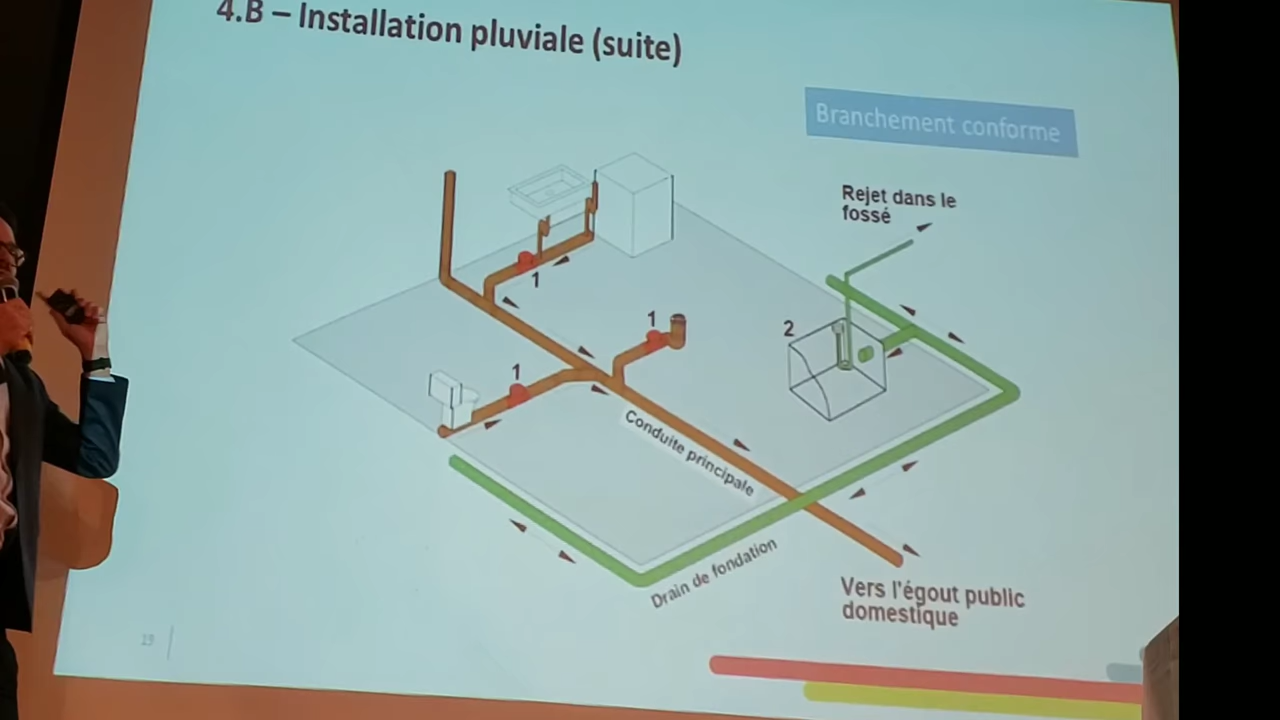 4.B – Installation pluviale (suite)
Branchement conforme
Rejet dans le
fossé
1
1
2
1
Conduite principale
Drain de fondation
Vers l'égout public
domestique
19